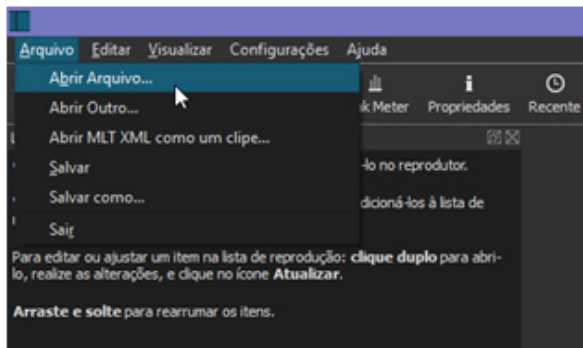 Arquivo Editar Visualizar Configurações Ajuda
Abrir Arquivo...
Abrir Outro...
k Meter Propriedades Recente
Abrir MLT XML como um clipe...
Salvar
-lo no reprodutor.
Salvar como...
dicioná-los à lista de
Sair
Para editar ou ajustar um item na lista de reprodução: clique duplo para abri-
lo, realize as alterações, e clique no ícone Atualizar.
Arraste e solte para rearrumar os itens.